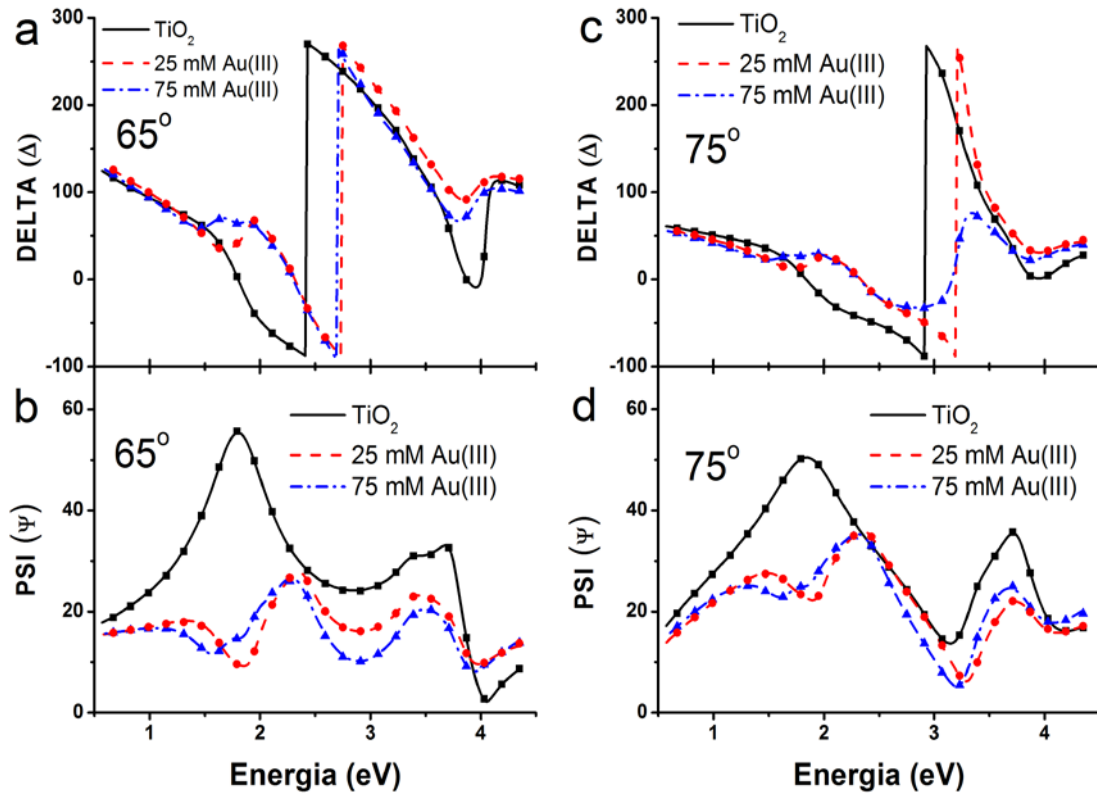 a
300
200
100
0
-100
DELTA (Δ)
TiO₂
25 mM Au(III)
75 mM Au(III)
65°
c
TiO₂
25 mM Au(III)
75 mM Au(III)
75°
300
200
100
0
-100
DELTA (Δ)
b
60
40
20
0
PSI (Ψ)
65°
TiO₂
25 mM Au(III)
75 mM Au(III)
1 2 3 4
Energia (eV)
d
60
40
20
0
PSI (Ψ)
75°
TiO₂
25 mM Au(III)
75 mM Au(III)
1 2 3 4
Energia (eV)